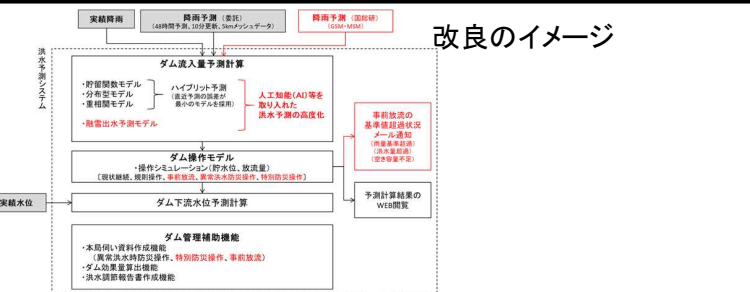 改良のイメージ
実績降雨
降雨予測（委託）
（48時間予測、10分更新、5kmメッシュデータ）
降雨予測（国総研）
（GSM・MSM）
洪水予測システム
ダム流入量予測計算
・貯留関数モデル
・分布型モデル
・重相関モデル
・融雪出水予測モデル
ハイブリット予測
（直近予測の誤差が
最小のモデルを採用）
人工知能（AI）等を
取り入れた
洪水予測の高度化
ダム操作モデル
・操作シミュレーション（貯水位、放流量）
〔現状継続、規則操作、事前放流、異常洪水防災操作、特別防災操作〕
事前放流の
基準値超過状況
メール通知
（雨量基準超過）
（洪水量超過）
（空き容量不足）
実績水位
ダム下流水位予測計算
予測計算結果の
WEB閲覧
ダム管理補助機能
・本局伺い資料作成機能
（異常洪水時防災操作、特別防災操作、事前放流）
・ダム効果量算出機能
・洪水調節報告書作成機能